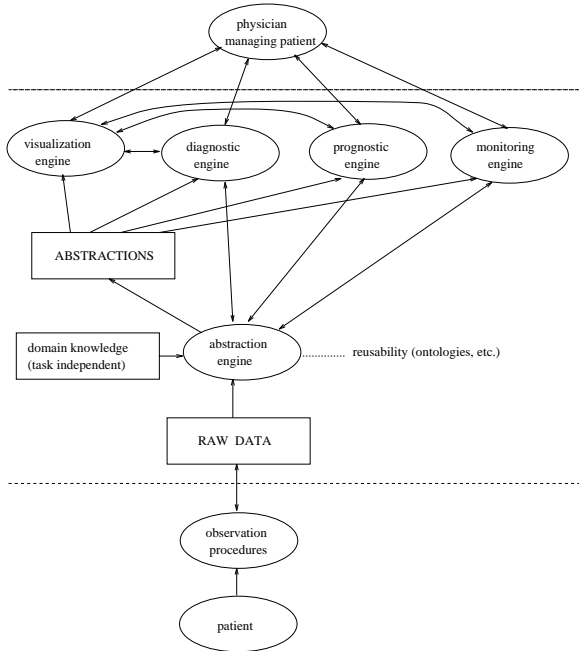 physician
managing patient
visualization
engine
diagnostic
engine
prognostic
engine
monitoring
engine
ABSTRACTIONS
domain knowledge
(task independent)
abstraction
engine
reusability (ontologies, etc.)
RAW DATA
observation
procedures
patient